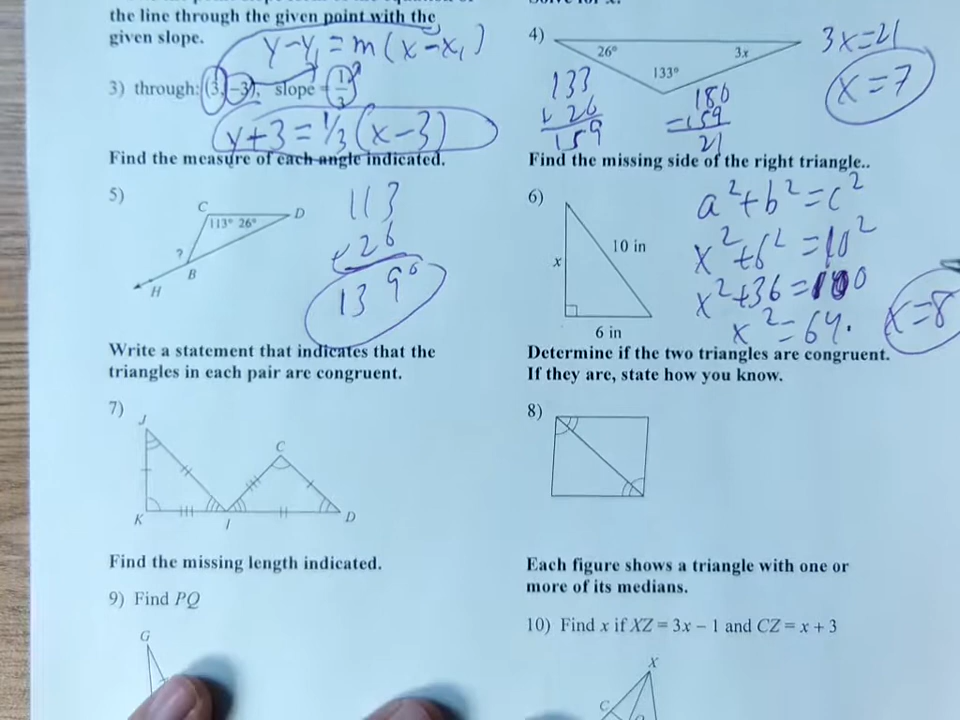 the line through the given point with the
given slope.
y-y₁ = m(x-x₁)
3) through: (3, -3), slope = 1/3
y+3 = 1/3 (x-3)
Find the measure of each angle indicated.
5)
C
D
113° 26°
?
B
H
113
+ 26
139°
Write a statement that indicates that the
triangles in each pair are congruent.
7)
J
C
K
I
D
Find the missing length indicated.
9) Find PQ
G
4)
26°
3x
133°
133
+ 26
159
180
-159
21
3x=21
x=7
Find the missing side of the right triangle..
6)
10 in
x
6 in
a²+b²=c²
x²+6²=10²
x²+36=100
x²=64.
x=8
Determine if the two triangles are congruent.
If they are, state how you know.
8)
Each figure shows a triangle with one or
more of its medians.
10) Find x if XZ = 3x − 1 and CZ = x + 3
X
C